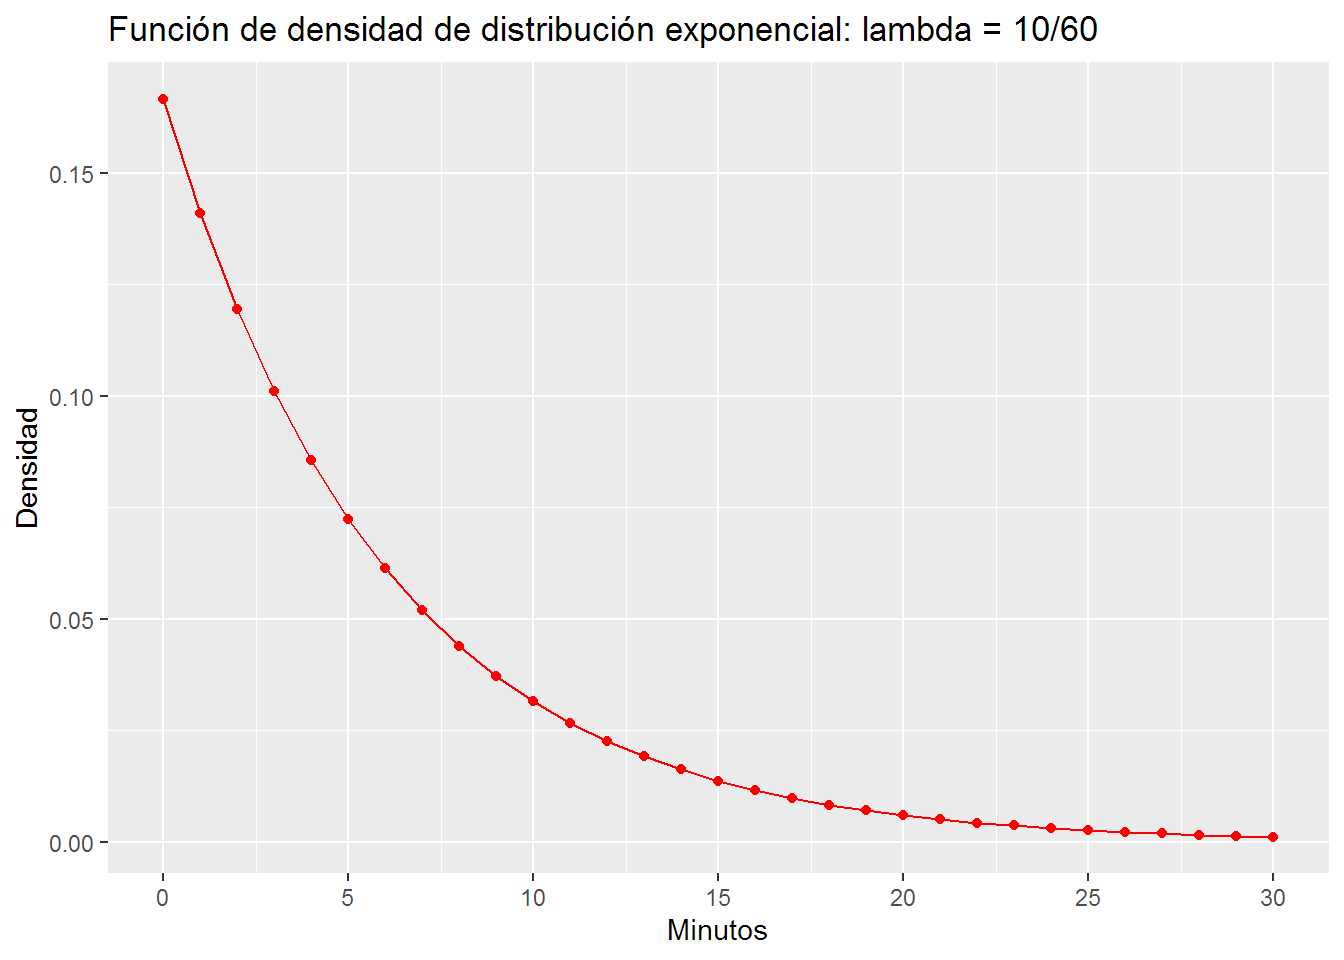 Función de densidad de distribución exponencial: lambda = 10/60
0.15
0.10
0.05
0.00
Densidad
0 5 10 15 20 25 30
Minutos